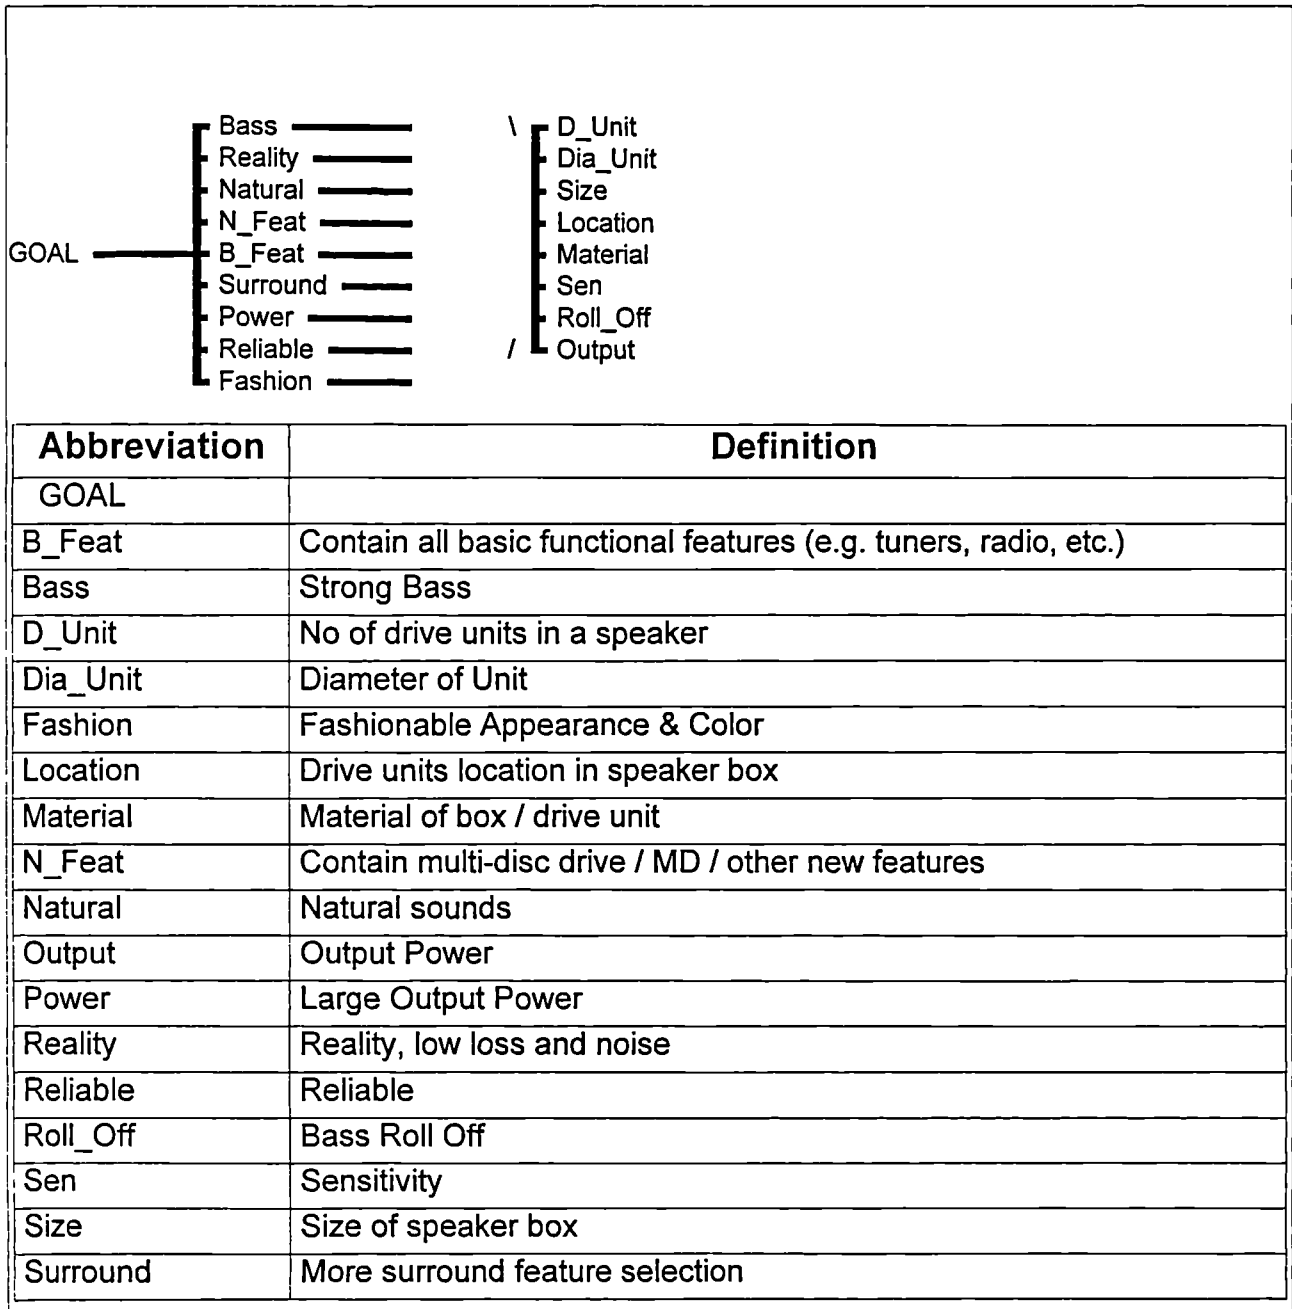 Bass \ D_Unit
Reality Dia_Unit
Natural Size
N_Feat Location
GOAL B_Feat Material
Surround Sen
Power Roll_Off
Reliable / Output
Fashion
Abbreviation Definition
GOAL
B_Feat Contain all basic functional features (e.g. tuners, radio, etc.)
Bass Strong Bass
D_Unit No of drive units in a speaker
Dia_Unit Diameter of Unit
Fashion Fashionable Appearance & Color
Location Drive units location in speaker box
Material Material of box / drive unit
N_Feat Contain multi-disc drive / MD / other new features
Natural Natural sounds
Output Output Power
Power Large Output Power
Reality Reality, low loss and noise
Reliable Reliable
Roll_Off Bass Roll Off
Sen Sensitivity
Size Size of speaker box
Surround More surround feature selection